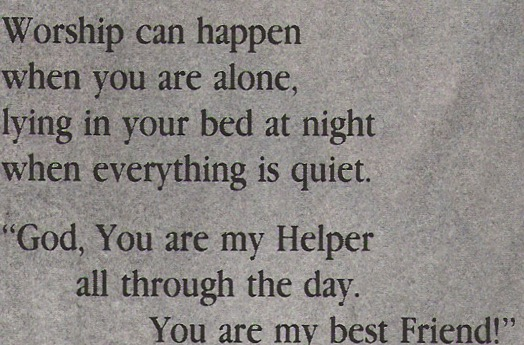 Worship can happen
when you are alone,
lying in your bed at night
when everything is quiet.
“God, You are my Helper
all through the day.
You are my best Friend!”